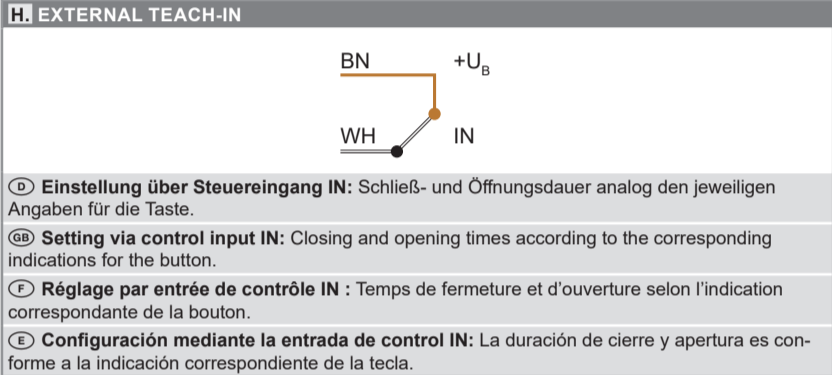 H. EXTERNAL TEACH-IN
BN +U_B
WH IN
D Einstellung über Steuereingang IN: Schließ- und Öffnungsdauer analog den jeweiligen
Angaben für die Taste.
GB Setting via control input IN: Closing and opening times according to the corresponding
indications for the button.
F Réglage par entrée de contrôle IN : Temps de fermeture et d'ouverture selon l'indication
correspondante de la bouton.
E Configuración mediante la entrada de control IN: La duración de cierre y apertura es con-
forme a la indicación correspondiente de la tecla.